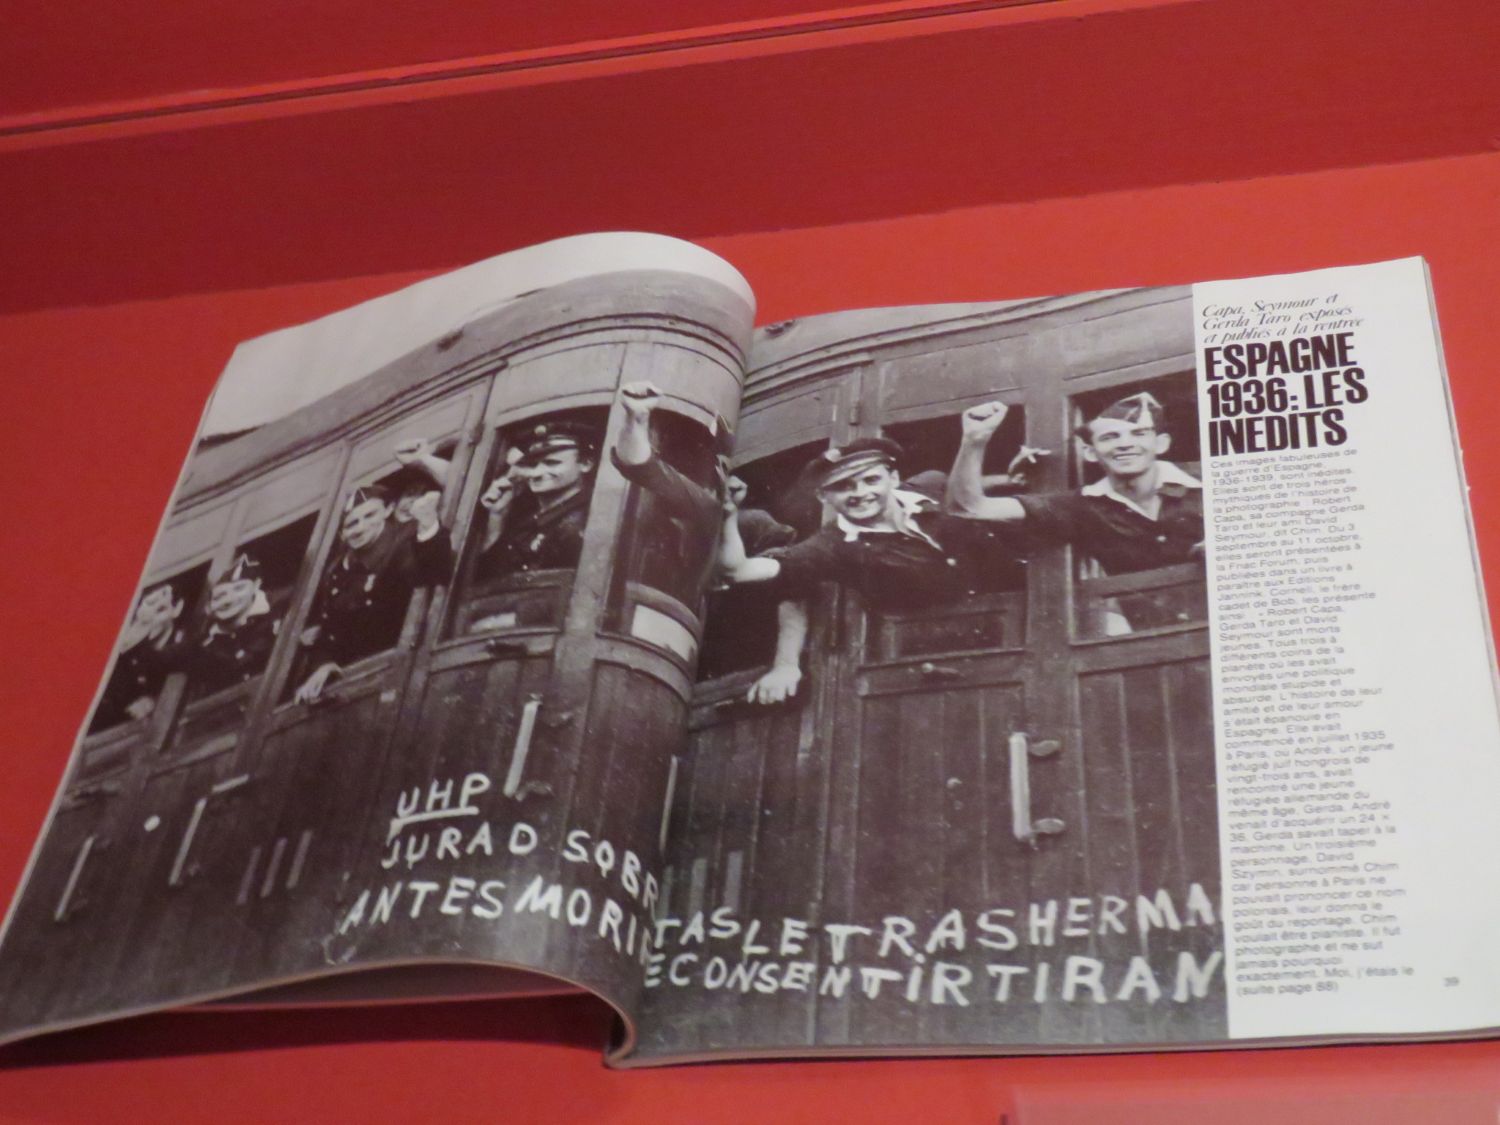 UHP
JURAD SOBR TAS LETRAS HERMA
ANTES MORI ECONSENTIR TIRAN
Capa, Seymour et
Gerda Taro exposés
et publiés à la rentrée
ESPAGNE
1936: LES
INEDITS
Ces images fabuleuses de
la guerre d'Espagne,
1936-1939, sont inédites.
Elles sont de trois héros
mythiques de l'histoire de
la photographie : Robert
Capa, sa compagne Gerda
Taro et leur ami David
Seymour, dit Chim. Du 3
septembre au 11 octobre,
elles seront présentées à
la Fnac Forum, puis
publiées dans un livre à
paraître aux Editions
Jannink. Cornell, le frère
cadet de Bob, les présente
ainsi : « Robert Capa,
Gerda Taro et David
Seymour sont morts
jeunes. Tous trois à
différents coins de la
planète où les avait
envoyés une politique
mondiale stupide et
absurde. L'histoire de leur
amitié et de leur amour
s'était épanouie en
Espagne. Elle avait
commencé en juillet 1935
à Paris, où André, un jeune
réfugié juif hongrois de
vingt-trois ans, avait
rencontré une jeune
réfugiée allemande du
même âge, Gerda. André
venait d'acquérir un 24 ×
36. Gerda savait taper à la
machine. Un troisième
personnage, David
Szymin, surnommé Chim
car personne à Paris ne
pouvait prononcer ce nom
polonais, leur donna le
goût du reportage. Chim
voulait être pianiste. Il fut
photographe et ne sut
jamais pourquoi
exactement. Moi, j'étais le
(suite page 88)
39